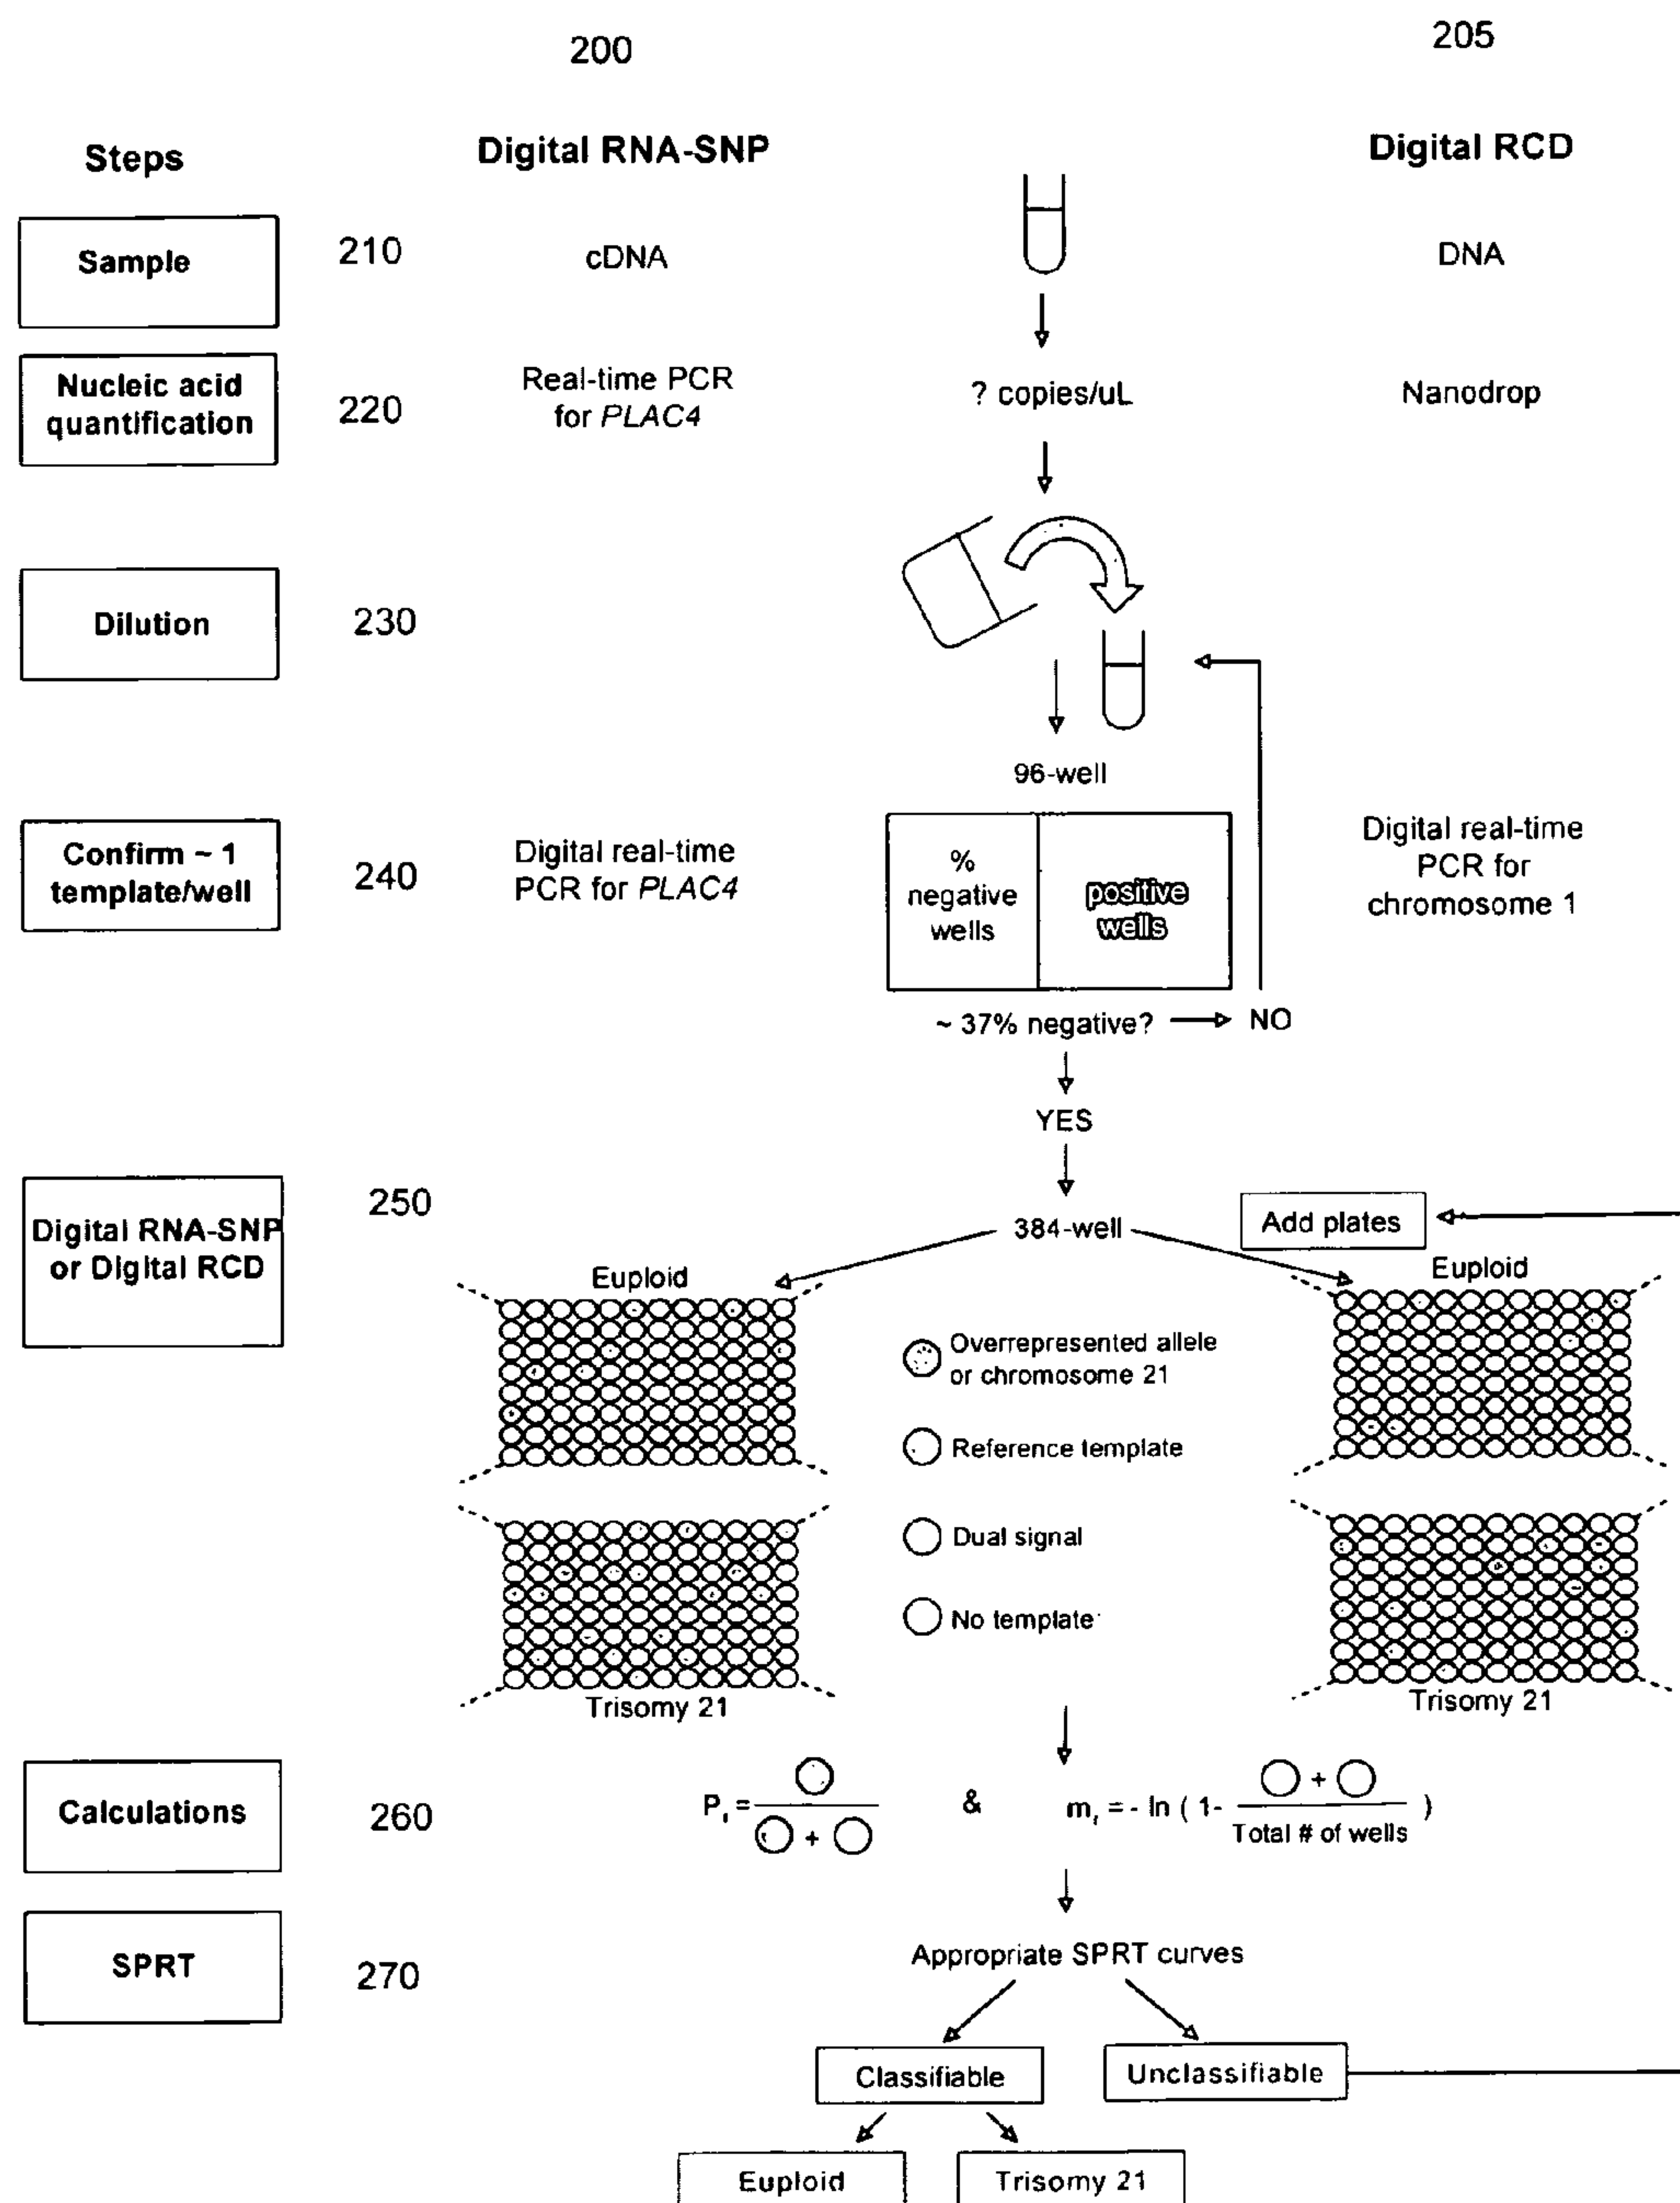 200
205
Steps
Digital RNA-SNP
Digital RCD
Sample
210
cDNA
DNA
Nucleic acid
quantification
220
Real-time PCR
for PLAC4
? copies/uL
Nanodrop
Dilution
230
96-well
Confirm ~ 1
template/well
240
Digital real-time
PCR for PLAC4
%
negative
wells
positive
wells
Digital real-time
PCR for
chromosome 1
~ 37% negative?
NO
YES
Digital RNA-SNP
or Digital RCD
250
384-well
Add plates
Euploid
Euploid
Overrepresented allele
or chromosome 21
Reference template
Dual signal
No template
Trisomy 21
Trisomy 21
Calculations
260
Pr = + & mr = - ln ( 1- + )
Total # of wells
SPRT
270
Appropriate SPRT curves
Classifiable
Unclassifiable
Euploid
Trisomy 21